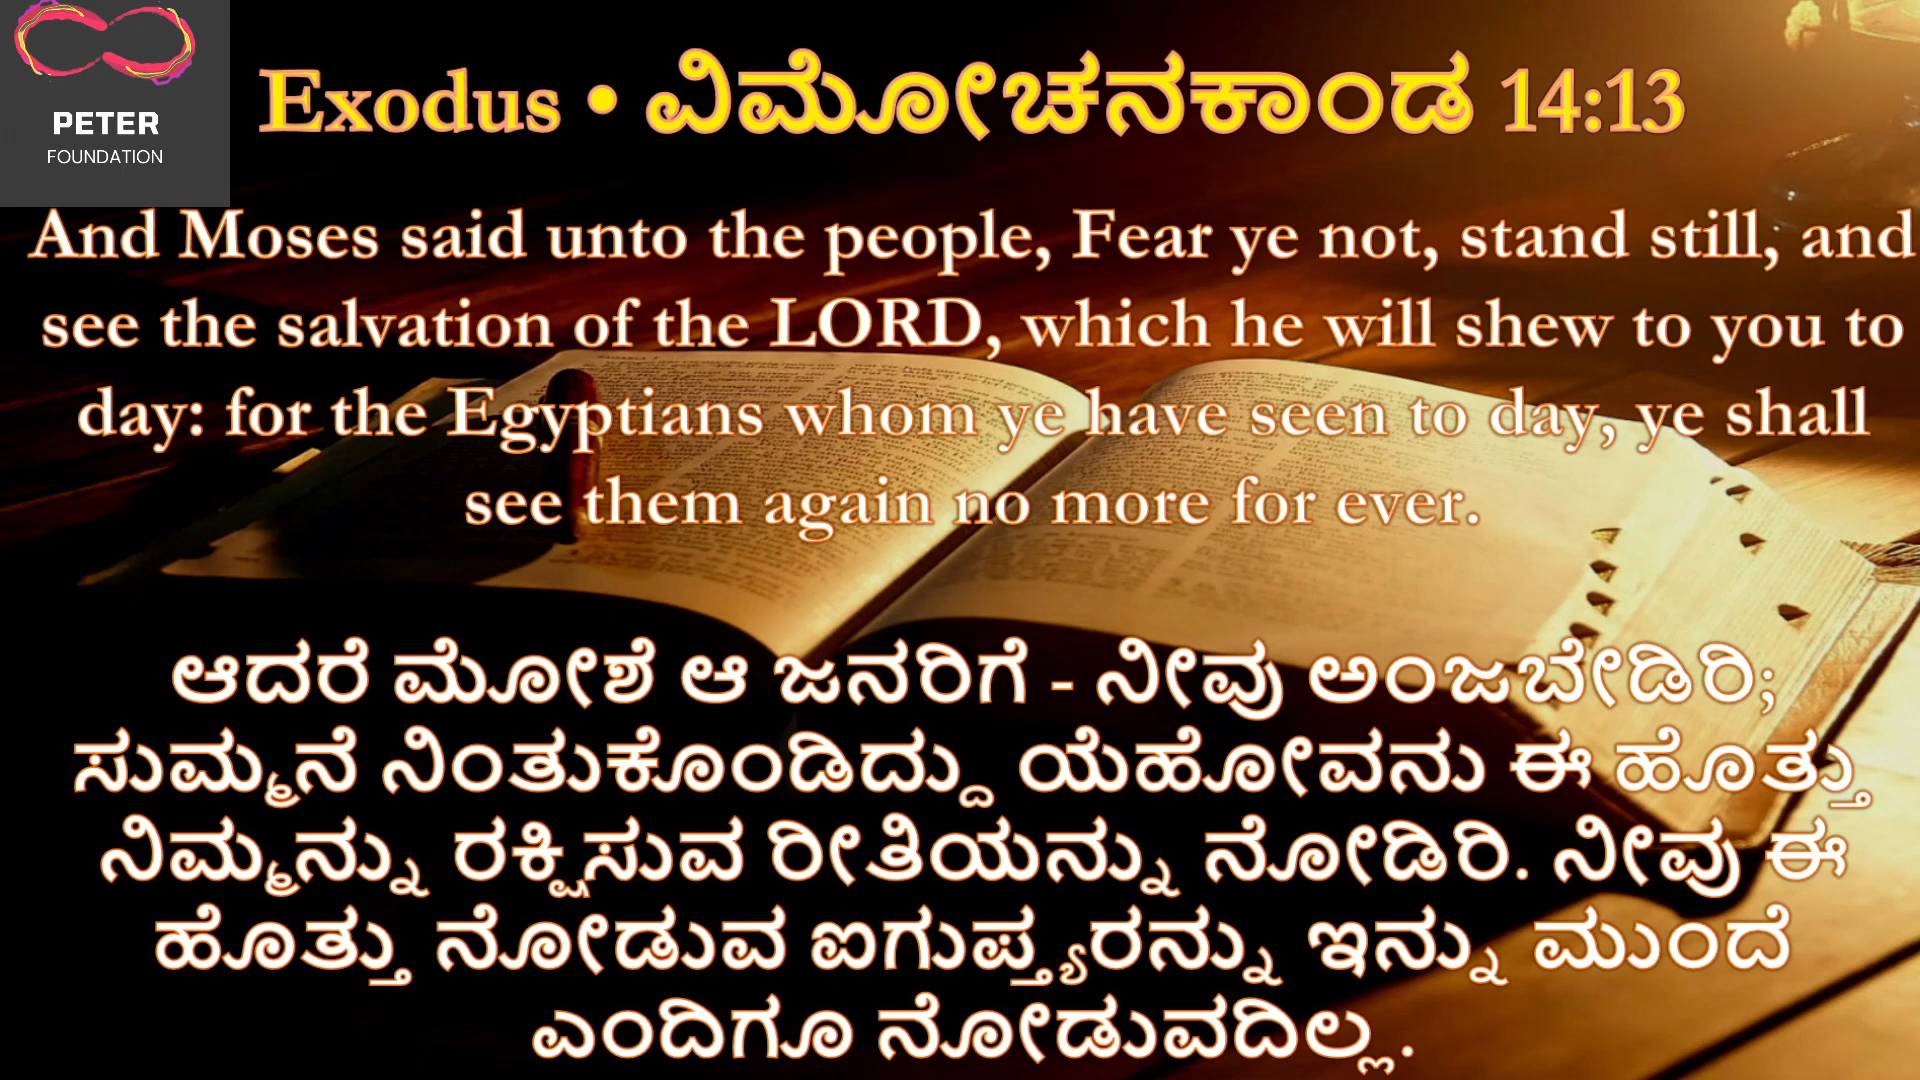 PETER
FOUNDATION
Exodus • ವಿಮೋಚನಕಾಂಡ 14:13
And Moses said unto the people, Fear ye not, stand still, and
see the salvation of the LORD, which he will shew to you to
day: for the Egyptians whom ye have seen to day, ye shall
see them again no more for ever.
ಆದರೆ ಮೋಶೆ ಆ ಜನರಿಗೆ - ನೀವು ಅಂಜಬೇಡಿರಿ;
ಸುಮ್ಮನೆ ನಿಂತುಕೊಂಡಿದ್ದು ಯೆಹೋವನು ಈ ಹೊತ್ತು
ನಿಮ್ಮನ್ನು ರಕ್ಷಿಸುವ ರೀತಿಯನ್ನು ನೋಡಿರಿ. ನೀವು ಈ
ಹೊತ್ತು ನೋಡುವ ಐಗುಪ್ತ್ಯರನ್ನು ಇನ್ನು ಮುಂದೆ
ಎಂದಿಗೂ ನೋಡುವದಿಲ್ಲ.